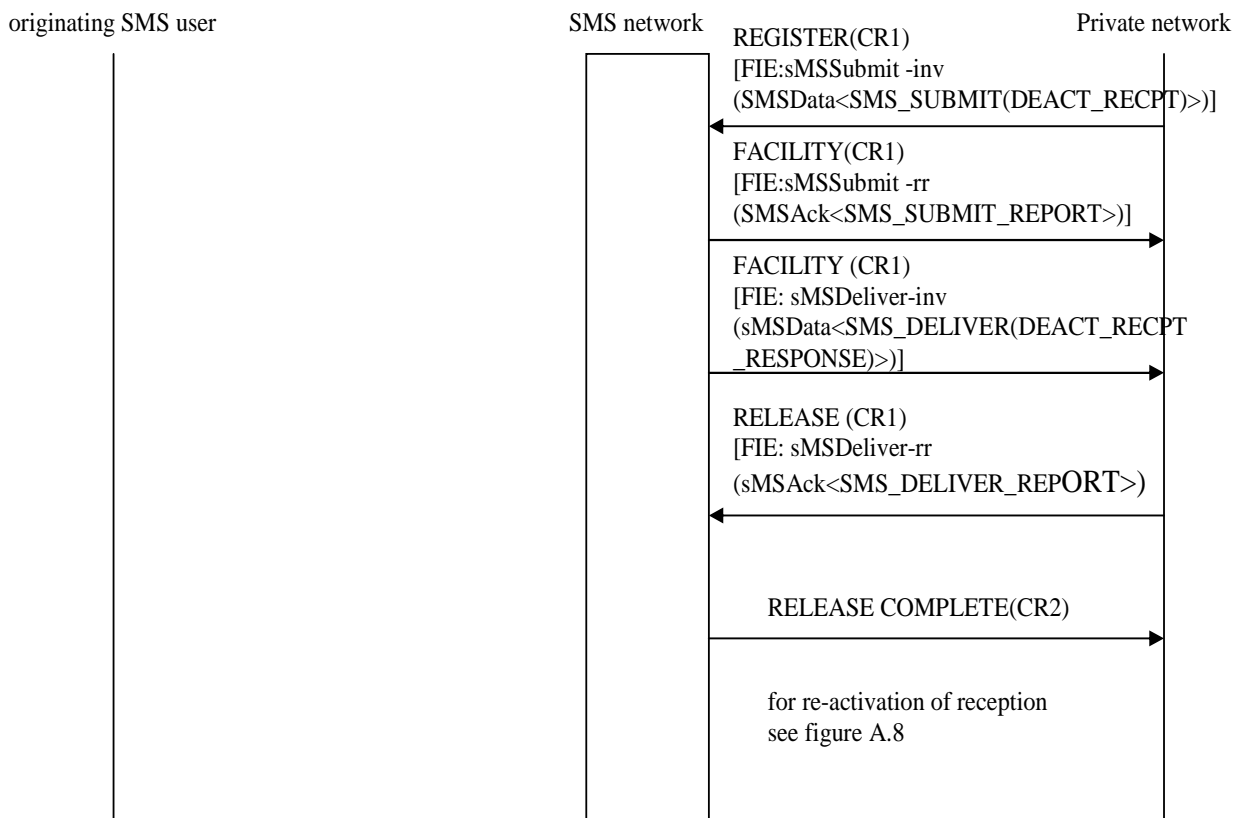 originating SMS user
SMS network
Private network
REGISTER(CR1)
[FIE:sMSSubmit -inv
(SMSData<SMS_SUBMIT(DEACT_RECPT)>)]
FACILITY(CR1)
[FIE:sMSSubmit -rr
(SMSAck<SMS_SUBMIT_REPORT>)]
FACILITY (CR1)
[FIE: sMSDeliver-inv
(sMSData<SMS_DELIVER(DEACT_RECPT
_RESPONSE)>)]
RELEASE (CR1)
[FIE: sMSDeliver-rr
(sMSAck<SMS_DELIVER_REPORT>)
RELEASE COMPLETE(CR2)
for re-activation of reception
see figure A.8